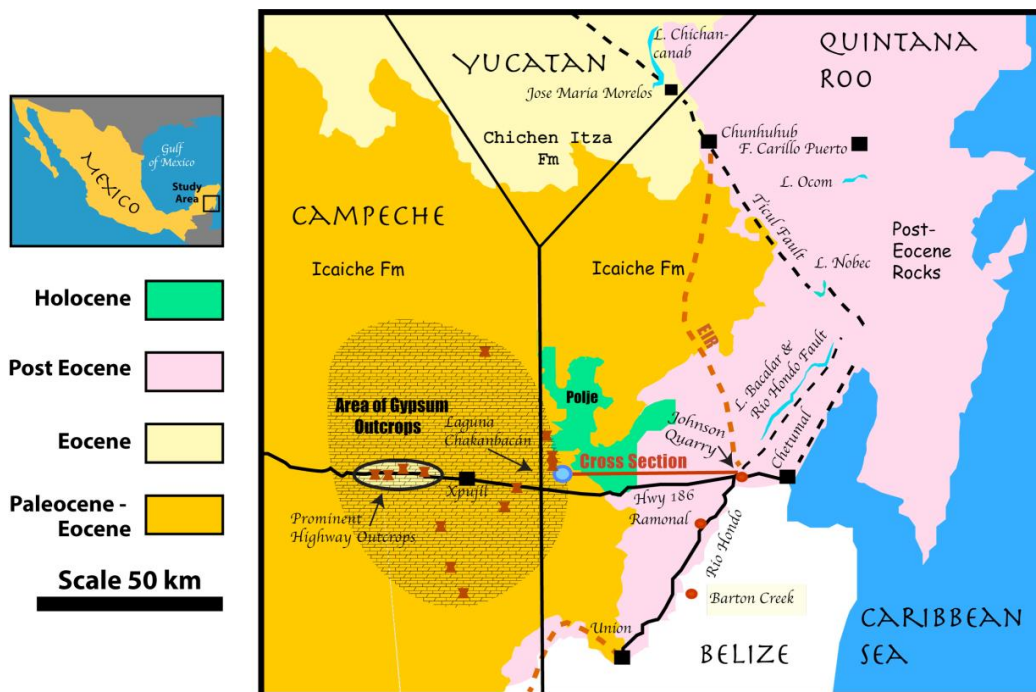 MEXICO
Gulf
of Mexico
Study
Area
Holocene
Post Eocene
Eocene
Paleocene -
Eocene
Scale 50 km
YUCATAN
L. Chichan-
canab
QUINTANA
ROO
Jose Maria Morelos
Chichen Itza
Fm
Chunhuhub
F. Carillo Puerto
L. Ocom
CAMPECHE
Ticul Fault
Post-
Eocene
Rocks
Icaiche Fm
Icaiche Fm
L. Nobec
EIR
L. Bacalar &
Rio Hondo Fault
Polje
Area of Gypsum
Outcrops
Laguna
Chakanbacán
Johnson
Quarry
Chetumal
Cross Section
Xpujil
Hwy 186
Prominent
Highway Outcrops
Ramonal
Rio Hondo
Barton Creek
Union
BELIZE
CARIBBEAN
SEA